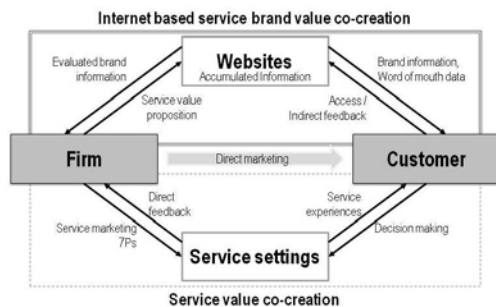 Internet based service brand value co-creation
Websites
Accumulated Information
Evaluated brand
information
Brand information,
Word of mouth data
Service value
proposition
Access /
Indirect feedback
Firm
Direct marketing
Customer
Direct
feedback
Service
experiences
Service marketing
7Ps
Decision making
Service settings
Service value co-creation